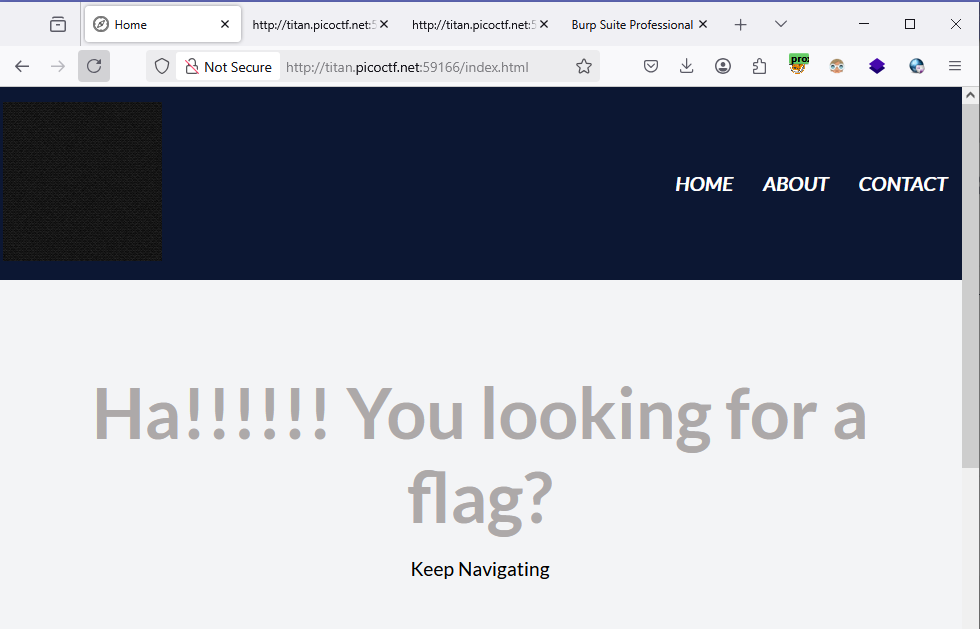 Home
http://titan.picoctf.net:5
http://titan.picoctf.net:5
Burp Suite Professional
Not Secure
http://titan.picoctf.net:59166/index.html
pro
HOME ABOUT CONTACT
Ha!!!!!! You looking for a
flag?
Keep Navigating